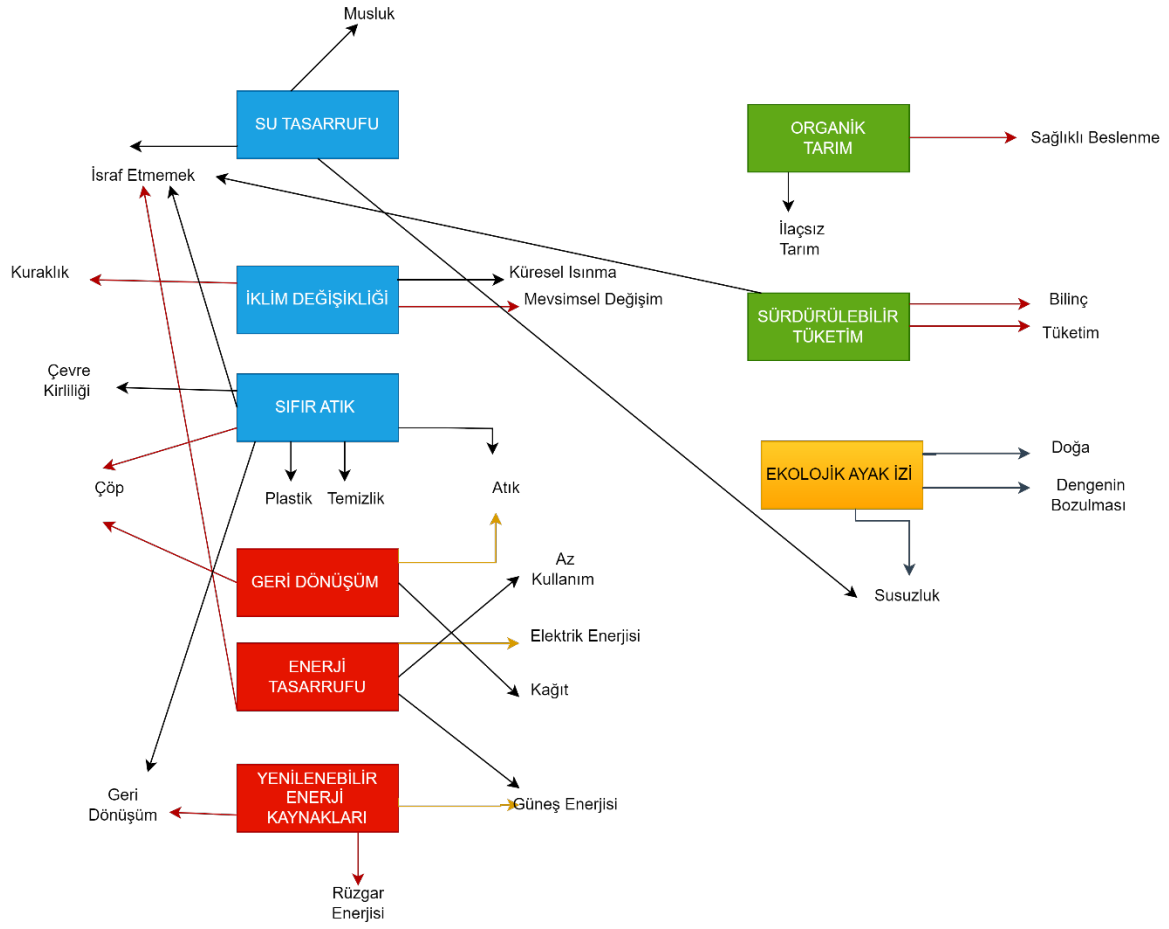 Musluk
SU TASARRUFU
ORGANİK
TARIM
Sağlıklı Beslenme
İsraf Etmemek
İlaçsız
Tarım
Kuraklık
İKLİM DEĞİŞİKLİĞİ
Küresel Isınma
Mevsimsel Değişim
SÜRDÜRÜLEBİLİR
TÜKETİM
Bilinç
Tüketim
Çevre
Kirliliği
SIFIR ATIK
Çöp
Plastik
Temizlik
Atık
EKOLOJİK AYAK İZİ
Doğa
Dengenin
Bozulması
Susuzluk
GERİ DÖNÜŞÜM
Az
Kullanım
ENERJİ
TASARRUFU
Elektrik Enerjisi
Kağıt
YENİLENEBİLİR
ENERJİ
KAYNAKLARI
Geri
Dönüşüm
Güneş Enerjisi
Rüzgar
Enerjisi